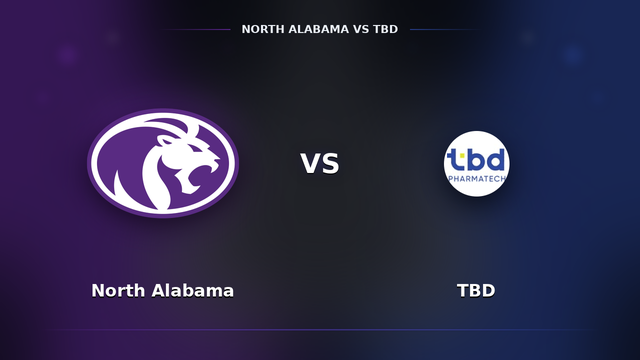 NORTH ALABAMA VS TBD
VS
tbd
PHARMATECH
North Alabama
TBD